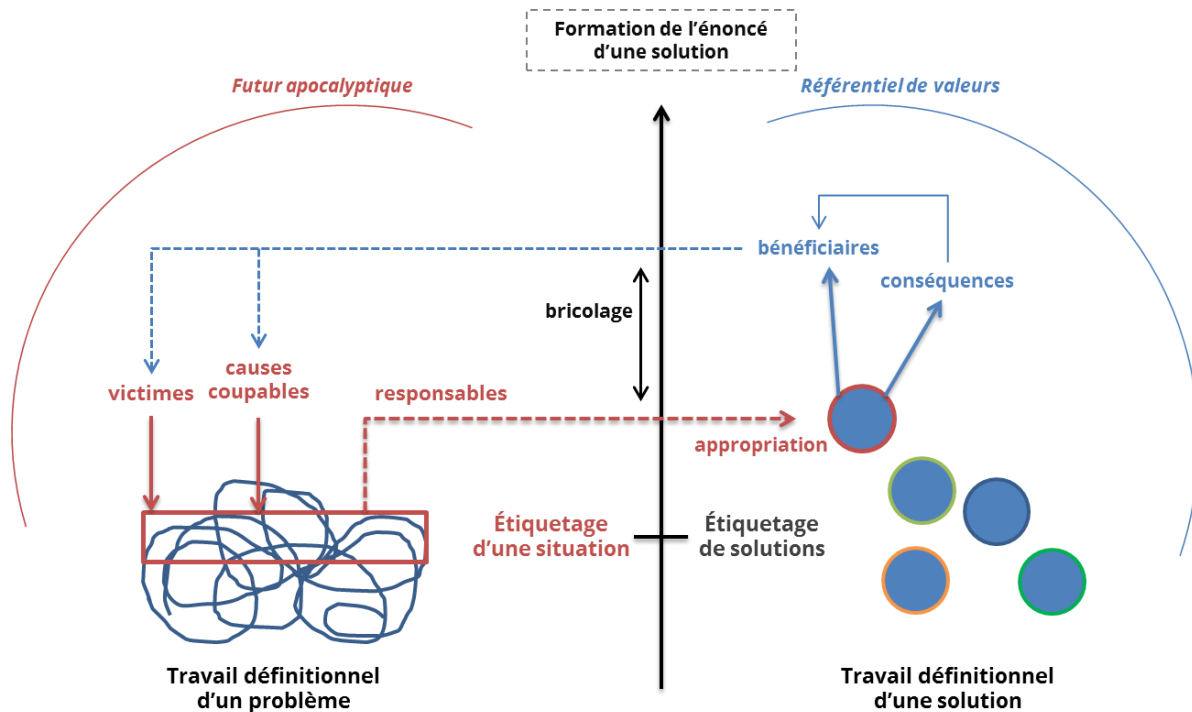 Formation de l’énoncé
d’une solution
Futur apocalyptique
Référentiel de valeurs
bénéficiaires
conséquences
bricolage
victimes
causes
coupables
responsables
appropriation
Étiquetage
d’une situation
Étiquetage
de solutions
Travail définitionnel
d’un problème
Travail définitionnel
d’une solution